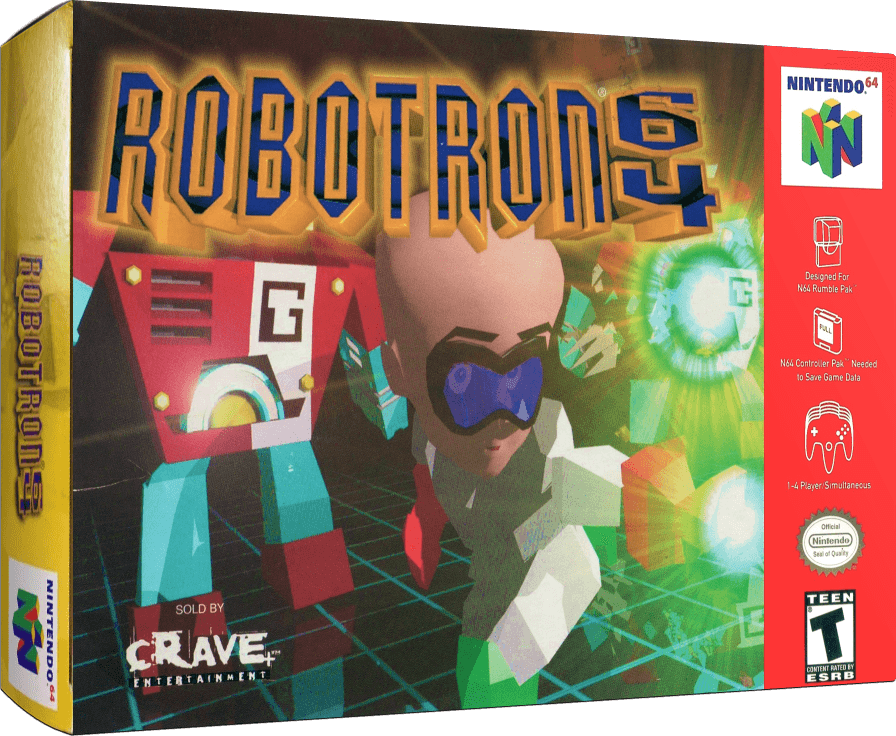 ROBOTRON 64
®
NINTENDO 64
Designed For
N64 Rumble Pak
FULL
N64 Controller Pak™ Needed
to Save Game Data
1-4 Player/Simultaneous
Official
Nintendo
Seal of Quality
TEEN
T
CONTENT RATED BY
ESRB
SOLD BY
CRAVE™
ENTERTAINMENT
G
ROBOTRON 64
NINTENDO 64